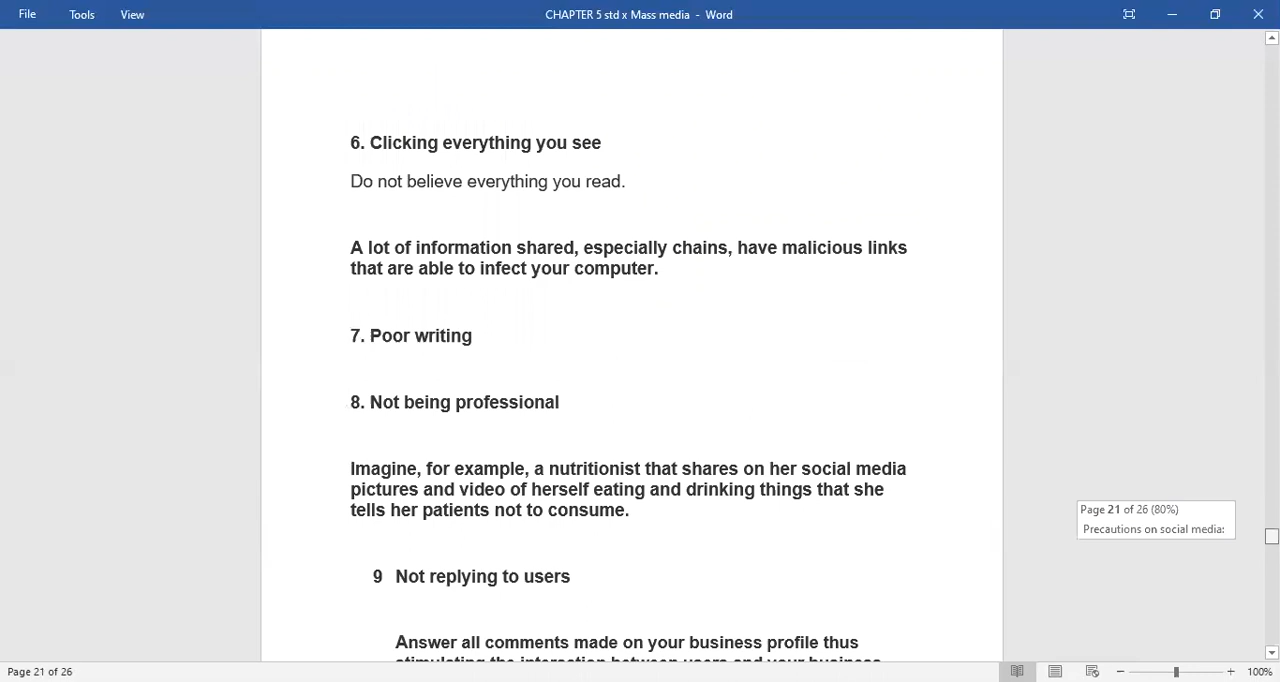 File Tools View CHAPTER 5 std x Mass media - Word
6. Clicking everything you see
Do not believe everything you read.
A lot of information shared, especially chains, have malicious links
that are able to infect your computer.
7. Poor writing
8. Not being professional
Imagine, for example, a nutritionist that shares on her social media
pictures and video of herself eating and drinking things that she
tells her patients not to consume.
Page 21 of 26 (80%)
Precautions on social media:
9 Not replying to users
Answer all comments made on your business profile thus
stimulating the interaction between users and your business
Page 21 of 26 100%